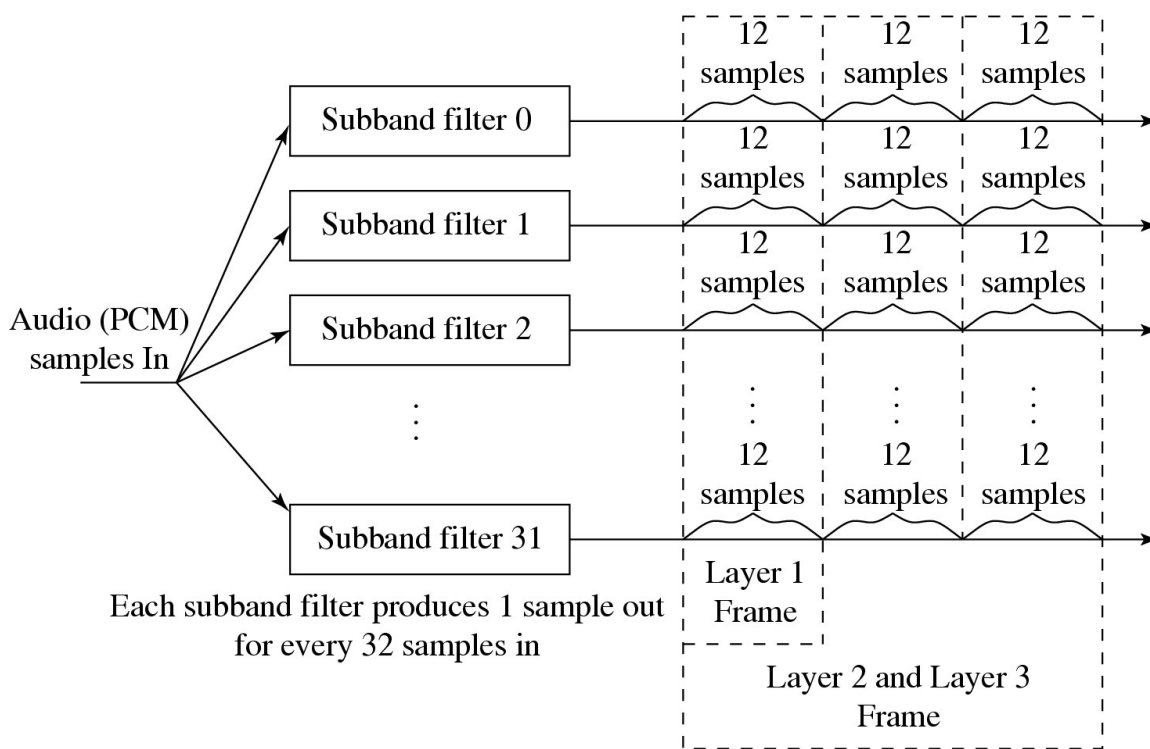 12 12 12
samples samples samples
Subband filter 0
12 12 12
samples samples samples
Subband filter 1
12 12 12
samples samples samples
Audio (PCM)
samples In
Subband filter 2
12 12 12
samples samples samples
Subband filter 31
Each subband filter produces 1 sample out
for every 32 samples in
Layer 1
Frame
Layer 2 and Layer 3
Frame